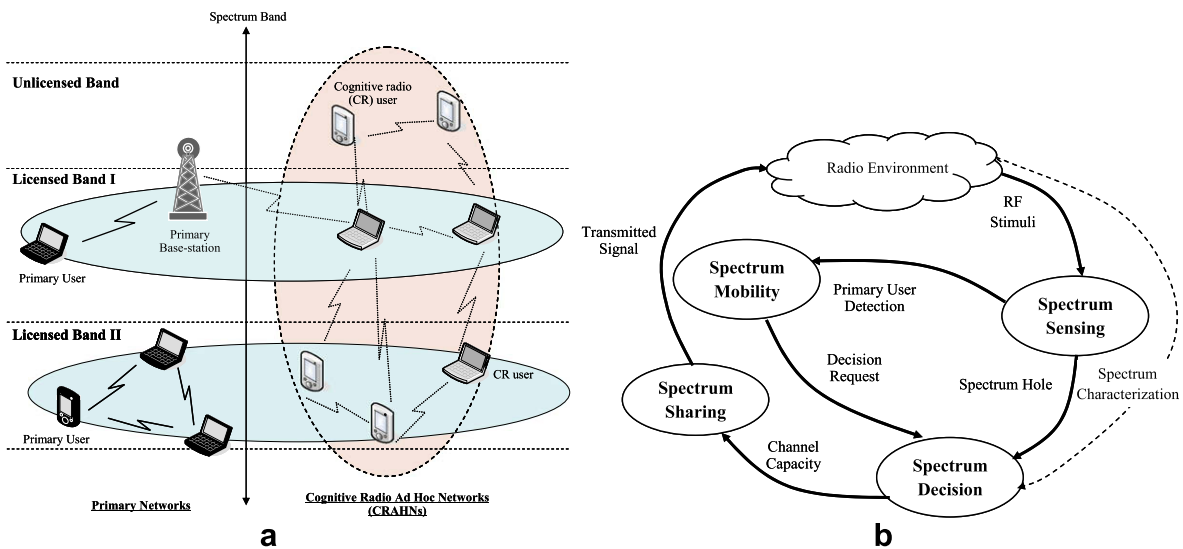 Spectrum Band
Unlicensed Band
Cognitive radio
(CR) user
Licensed Band I
Primary
Base-station
Primary User
Licensed Band II
CR user
Primary User
Primary Networks
Cognitive Radio Ad Hoc Networks
(CRAHNs)
a
Radio Environment
RF
Stimuli
Transmitted
Signal
Spectrum
Mobility
Primary User
Detection
Spectrum
Sensing
Decision
Request
Spectrum Hole
Spectrum
Characterization
Spectrum
Sharing
Channel
Capacity
Spectrum
Decision
b